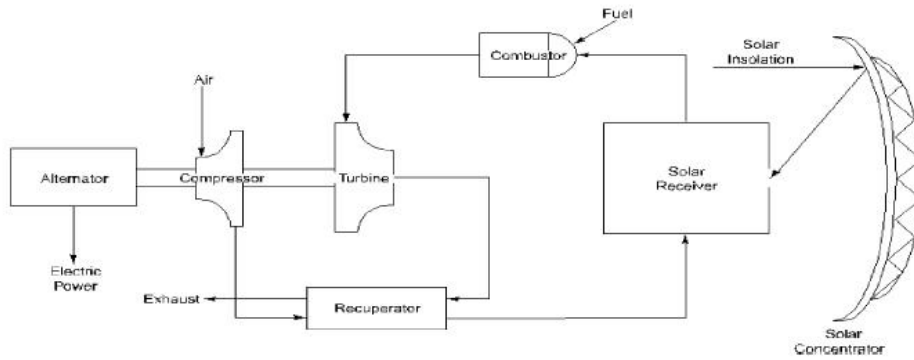 Fuel
Combustor
Solar
Insolation
Air
Alternator
Compressor
Turbine
Solar
Receiver
Electric
Power
Exhaust
Recuperator
Solar
Concentrator